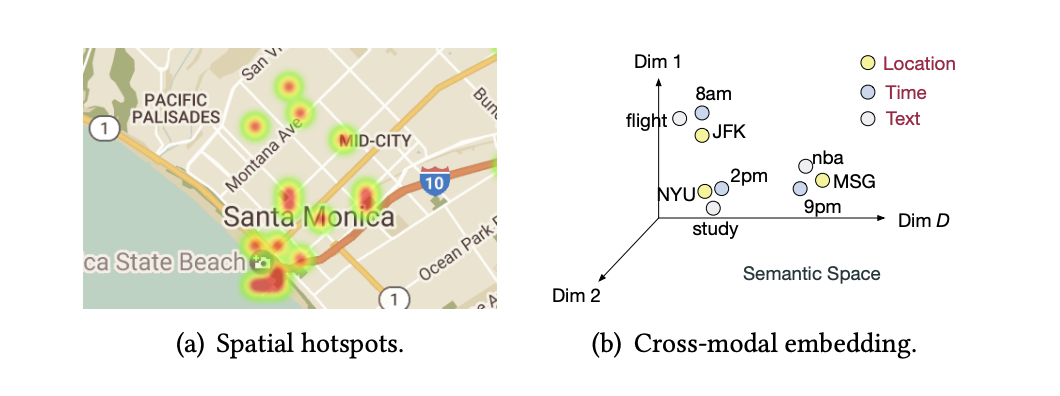 San Vi
PACIFIC
PALISADES
1
Montana Ave
MID-CITY
Bun
10
Santa Monica
ca State Beach
Ocean Park
1
(a) Spatial hotspots.
Dim 1
Location
8am
Time
flight
Text
JFK
nba
2pm
MSG
NYU
9pm
study
Dim D
Semantic Space
Dim 2
(b) Cross-modal embedding.